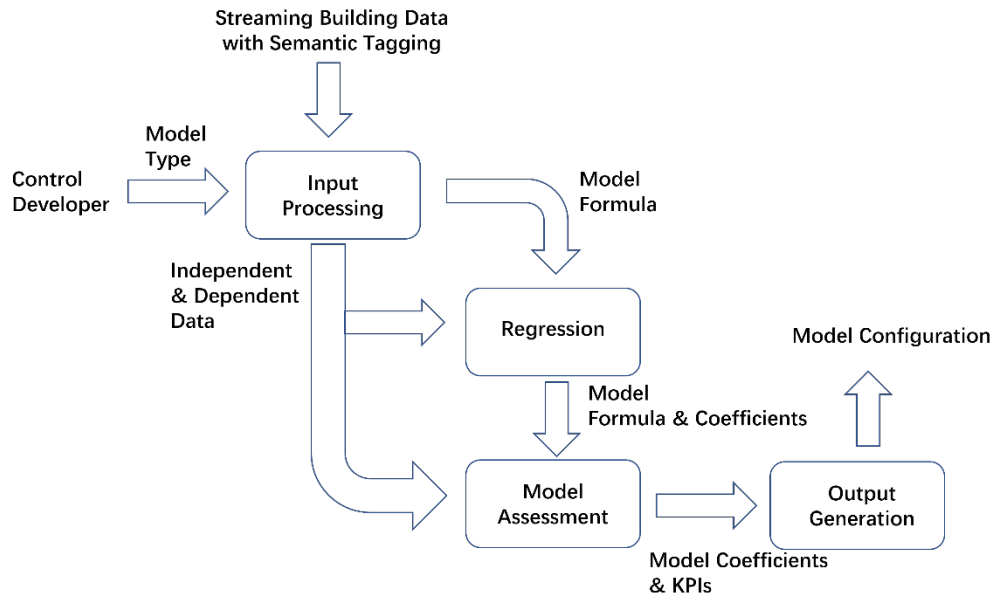 Streaming Building Data
with Semantic Tagging
Model
Type
Control
Developer
Input
Processing
Model
Formula
Independent
& Dependent
Data
Regression
Model Configuration
Model
Formula & Coefficients
Model
Assessment
Output
Generation
Model Coefficients
& KPIs